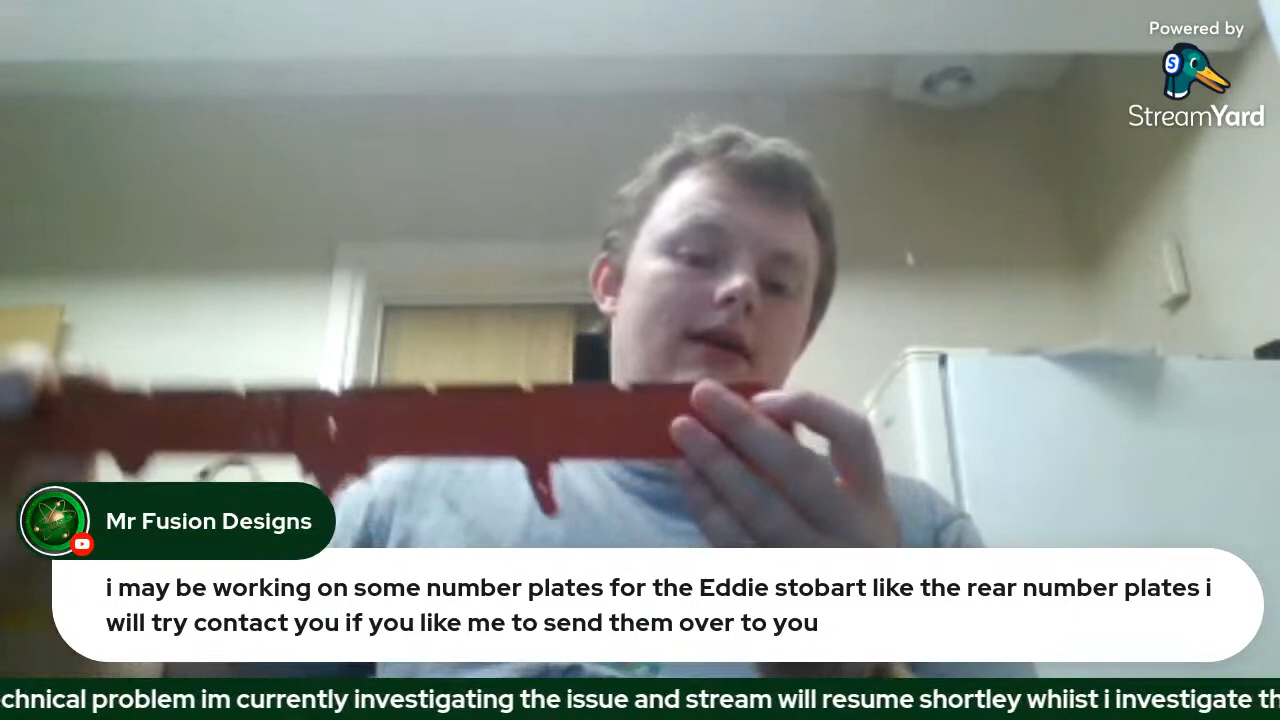 Powered by
StreamYard
Mr Fusion Designs
i may be working on some number plates for the Eddie stobart like the rear number plates i
will try contact you if you like me to send them over to you
chnical problem im currently investigating the issue and stream will resume shortley whiist i investigate th